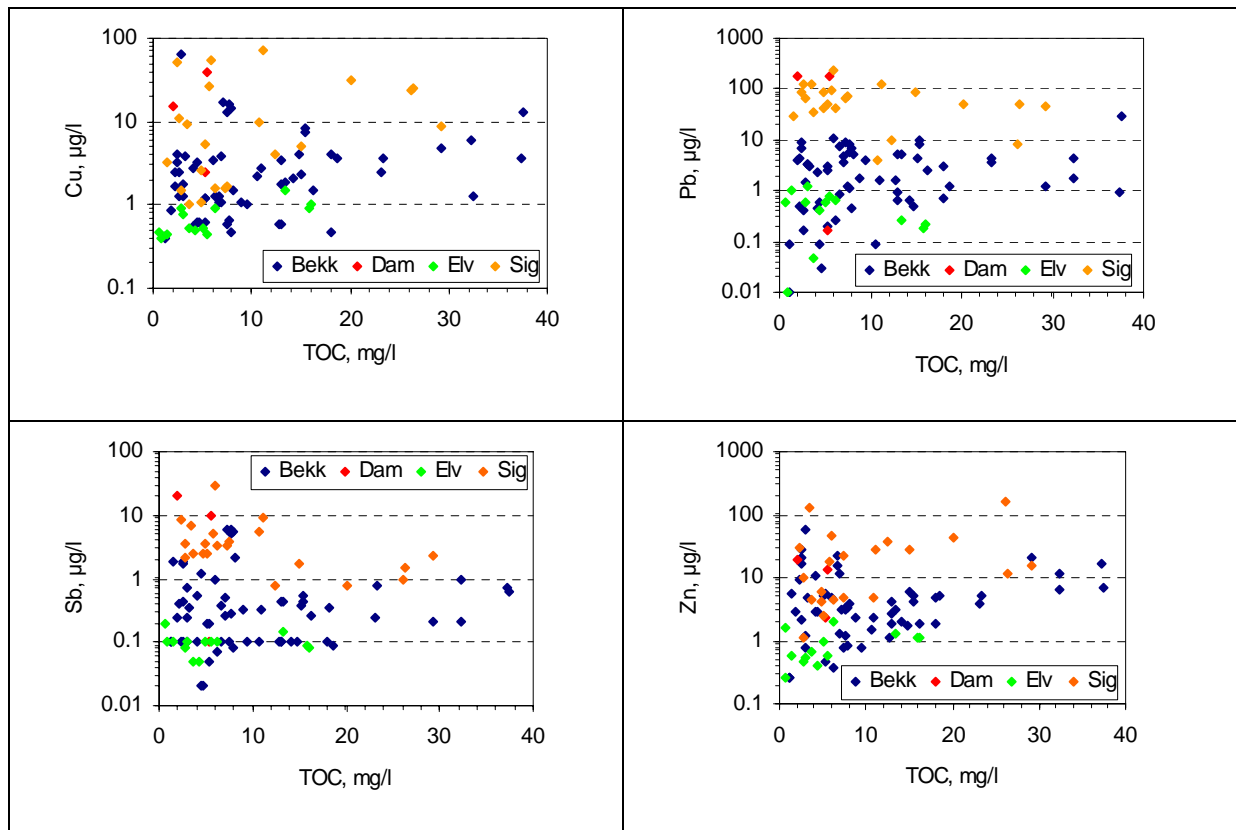 Cu, µg/l
100
10
1
0.1
Bekk Dam Elv Sig
0 10 20 30 40
TOC, mg/l
Pb, µg/l
1000
100
10
1
0.1
0.01
Bekk Dam Elv Sig
0 10 20 30 40
TOC, mg/l
Sb, µg/l
100
10
1
0.1
0.01
Bekk Dam Elv Sig
0 10 20 30 40
TOC, mg/l
Zn, µg/l
1000
100
10
1
0.1
Bekk Dam Elv Sig
0 10 20 30 40
TOC, mg/l